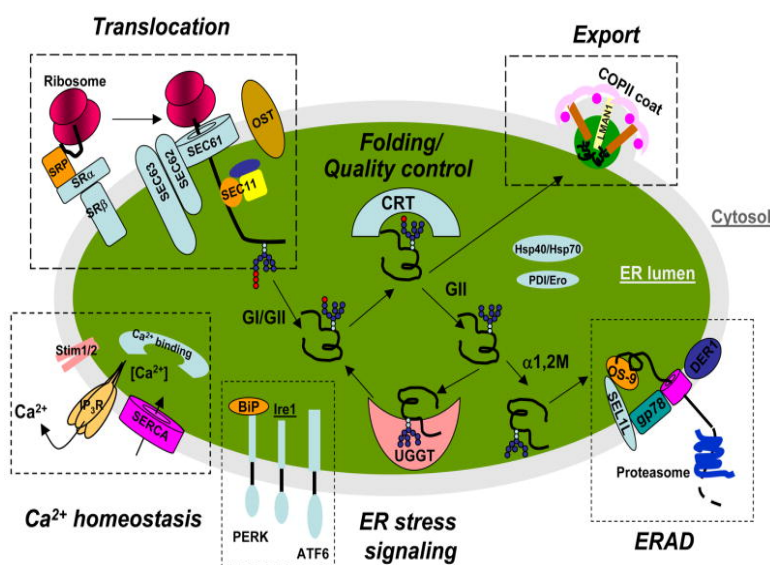 Translocation
Export
Ribosome
COPII coat
LMAN1
OST
SEC61
SRP
SRα
SRβ
SEC63
SEC62
SEC11
Folding/
Quality control
CRT
Cytosol
Hsp40/Hsp70
ER lumen
PDI/Ero
GII
GI/GII
α1,2M
Stim1/2
Ca²⁺ binding
[Ca²⁺]
Ca²⁺
IP₃R
SERCA
BiP
Ire1
UGGT
OS-9
DER1
SEL1L
gp78
Proteasome
PERK
ATF6
Ca²⁺ homeostasis
ER stress
signaling
ERAD